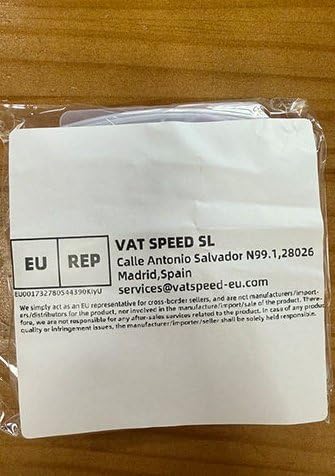 EU REP
VAT SPEED SL
Calle Antonio Salvador N99.1,28026
Madrid,Spain
services@vatspeed-eu.com
EU001732780544390KiyU
We simply act as an EU representative for cross-border sellers, and are not manufacturers/import-
ers/distributors for the product, nor involved in the manufacture/import/sale of the product. There-
fore, we are not responsible for any after-sales services related to the product. In case of any product
quality or infringement issues, the manufacturer/importer/seller shall be solely held responsible.